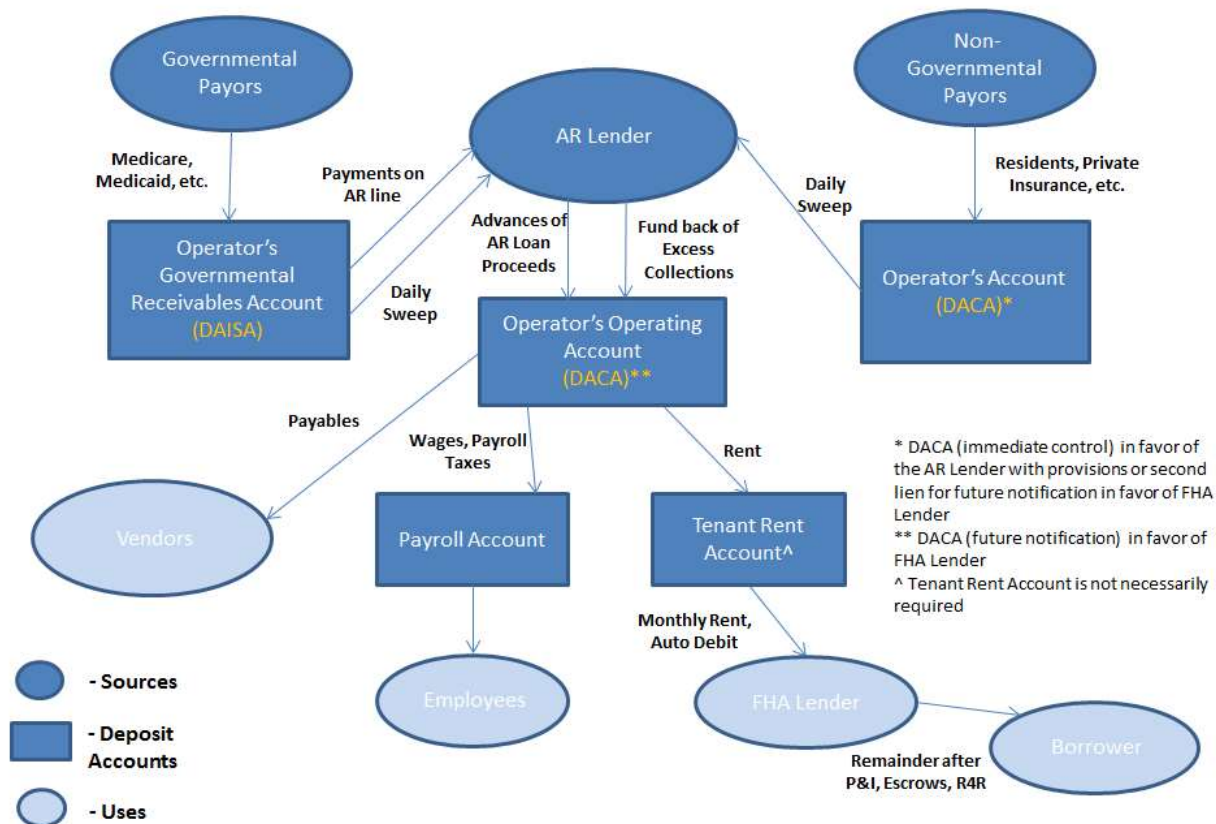 Governmental
Payors
AR Lender
Non-
Governmental
Payors
Medicare,
Medicaid, etc.
Payments on
AR line
Daily
Sweep
Residents, Private
Insurance, etc.
Advances of
AR Loan
Proceeds
Fund back of
Excess
Collections
Operator's
Governmental
Receivables Account
(DAISA)
Daily
Sweep
Operator's Operating
Account
(DACA)**
Operator's Account
(DACA)*
Payables
Wages, Payroll
Taxes
Rent
* DACA (immediate control) in favor of
the AR Lender with provisions or second
lien for future notification in favor of FHA
Lender
** DACA (future notification) in favor of
FHA Lender
^ Tenant Rent Account is not necessarily
required
Vendors
Payroll Account
Tenant Rent
Account^
Monthly Rent,
Auto Debit
- Sources
Employees
FHA Lender
- Deposit
Accounts
Borrower
Remainder after
P&I, Escrows, R4R
- Uses